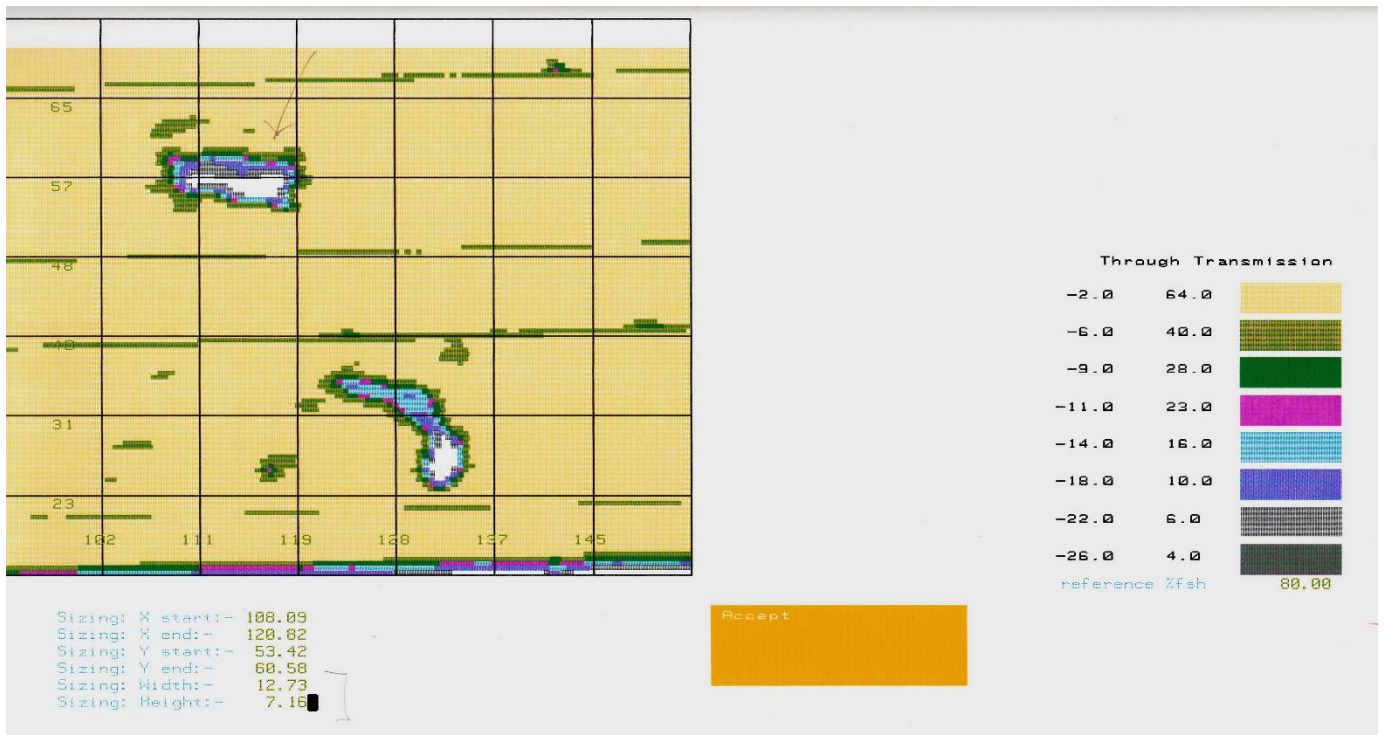 65
57
48
40
31
23
102 111 119 128 137 145
Through Transmission
-2.0 64.0
-6.0 40.0
-9.0 28.0
-11.0 23.0
-14.0 16.0
-18.0 10.0
-22.0 6.0
-26.0 4.0
reference %fsh 80.00
Accept
Sizing: X start:- 108.09
Sizing: X end:- 120.82
Sizing: Y start:- 53.42
Sizing: Y end:- 60.58
Sizing: Width:- 12.73
Sizing: Height:- 7.16